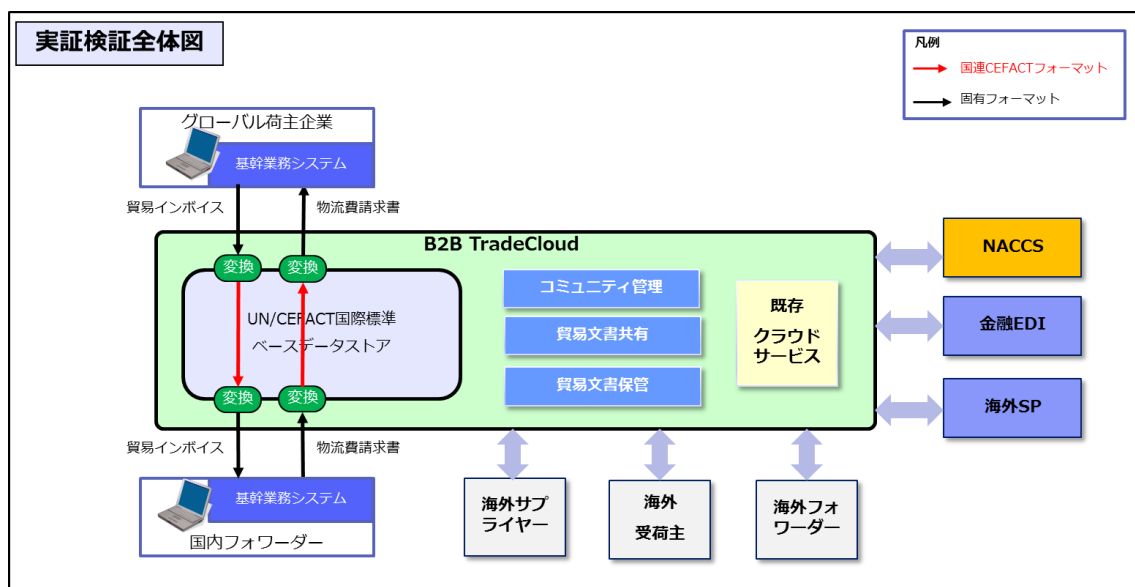 実証検証全体図
凡例
国連CEFACTフォーマット
固有フォーマット
グローバル荷主企業
基幹業務システム
貿易インボイス
物流費請求書
B2B TradeCloud
変換
変換
UN/CEFACT国際標準
ベースデータストア
変換
変換
コミュニティ管理
貿易文書共有
貿易文書保管
既存
クラウド
サービス
NACCS
金融EDI
海外SP
貿易インボイス
物流費請求書
基幹業務システム
国内フォワーダー
海外サプ
ライヤー
海外
受荷主
海外フォ
ワーダー